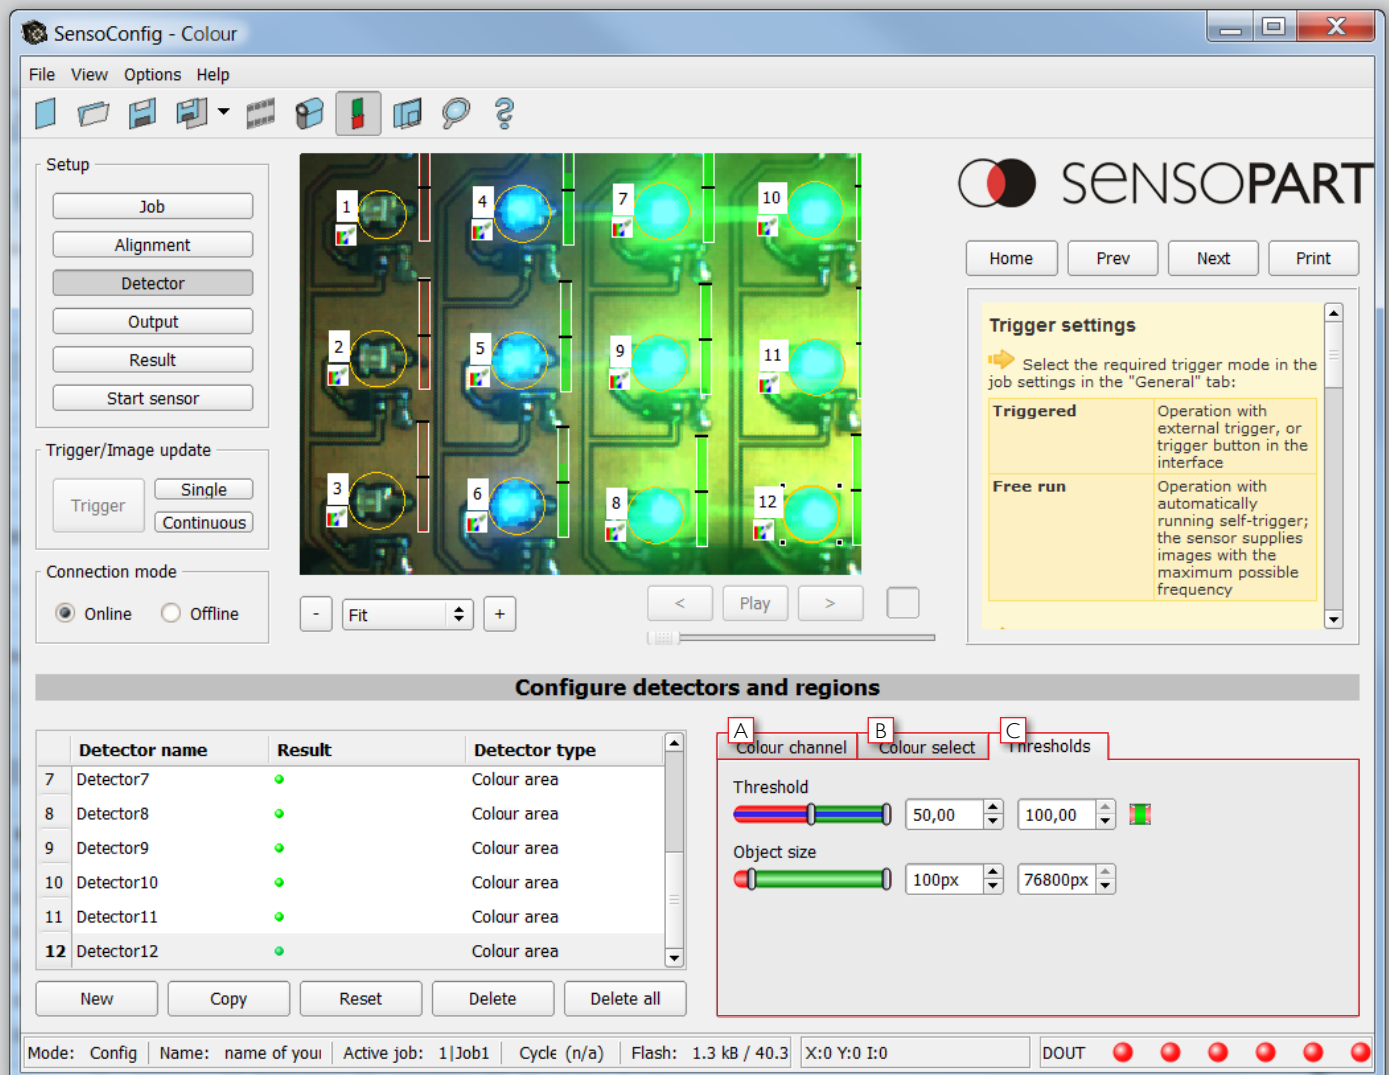 SensoConfig - Colour
File View Options Help
Setup
Job
Alignment
Detector
Output
Result
Start sensor
Trigger/Image update
Trigger
Single
Continuous
Connection mode
Online
Offline
1
4
7
10
2
5
9
11
3
6
8
12
-
Fit
+
<
Play
>
SENSOPART
Home
Prev
Next
Print
Trigger settings
Select the required trigger mode in the
job settings in the "General" tab:
Triggered
Operation with
external trigger, or
trigger button in the
interface
Free run
Operation with
automatically
running self-trigger;
the sensor supplies
images with the
maximum possible
frequency
Configure detectors and regions
Detector name Result Detector type
7 Detector7 Colour area
8 Detector8 Colour area
9 Detector9 Colour area
10 Detector10 Colour area
11 Detector11 Colour area
12 Detector12 Colour area
New
Copy
Reset
Delete
Delete all
A
B
C
Colour channel
Colour select
Thresholds
Threshold
50,00
100,00
Object size
100px
76800px
Mode: Config Name: name of your Active job: 1|Job1 Cycle (n/a) Flash: 1.3 kB / 40.3 X:0 Y:0 I:0 DOUT